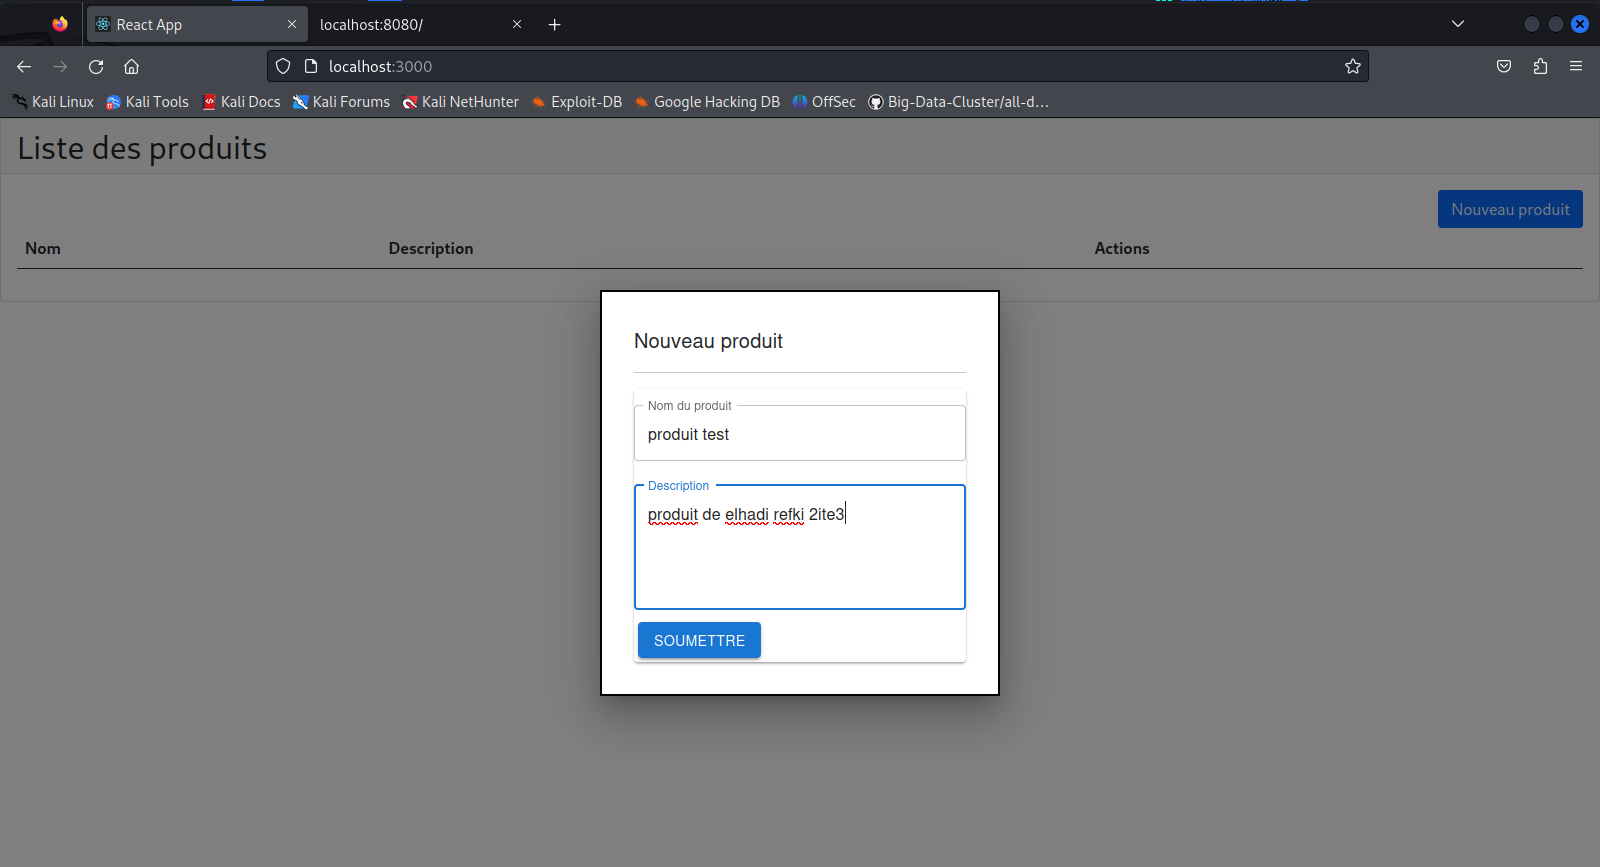 React App
localhost:8080/
localhost:3000
Kali Linux
Kali Tools
Kali Docs
Kali Forums
Kali NetHunter
Exploit-DB
Google Hacking DB
OffSec
Big-Data-Cluster/all-d...
Liste des produits
Nouveau produit
Nom
Description
Actions
Nouveau produit
Nom du produit
produit test
Description
produit de elhadi refki 2ite3
SOUMETTRE